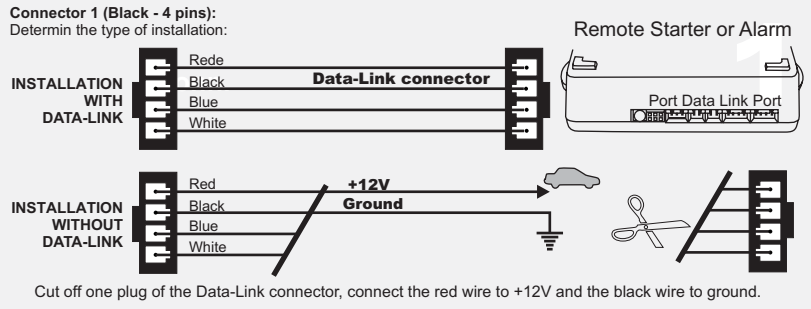 Connector 1 (Black - 4 pins):
Determin the type of installation:
Remote Starter or Alarm
1
Rede
Black
Blue
White
Data-Link connector
INSTALLATION
WITH
DATA-LINK
Port Data Link Port
Red
Black
Blue
White
+12V
Ground
INSTALLATION
WITHOUT
DATA-LINK
Cut off one plug of the Data-Link connector, connect the red wire to +12V and the black wire to ground.